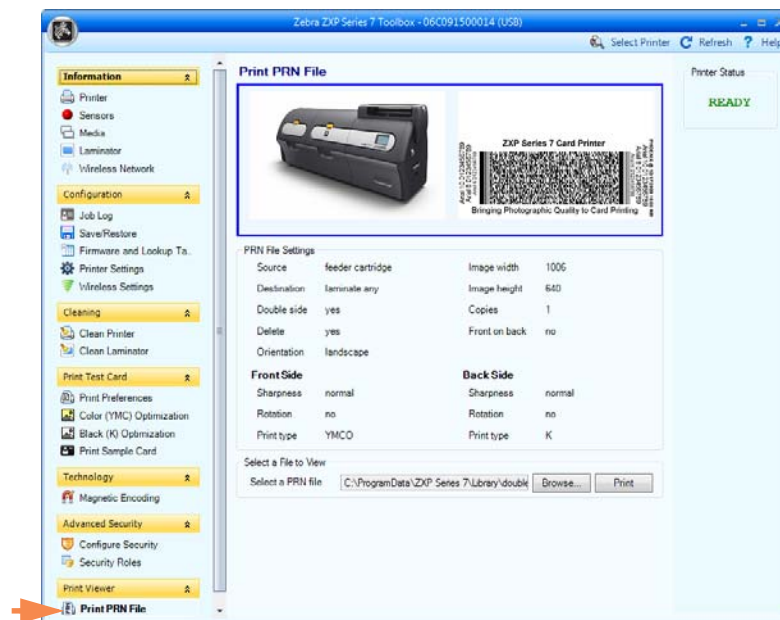 Zebra ZXP Series 7 Toolbox - 06C091500014 (USB)
Select Printer
Refresh
Help
Information
Printer
Sensors
Media
Laminator
Wireless Network
Configuration
Job Log
Save/Restore
Firmware and Lookup Ta..
Printer Settings
Wireless Settings
Cleaning
Clean Printer
Clean Laminator
Print Test Card
Print Preferences
Color (YMC) Optimization
Black (K) Optimization
Print Sample Card
Technology
Magnetic Encoding
Advanced Security
Configure Security
Security Roles
Print Viewer
Print PRN File
Print PRN File
ZXP Series 7 Card Printer
Bringing Photographic Quality to Card Printing
PRN File Settings
Source feeder cartridge Image width 1006
Destination laminate any Image height 640
Double side yes Copies 1
Delete yes Front on back no
Orientation landscape
Front Side Back Side
Sharpness normal Sharpness normal
Rotation no Rotation no
Print type YMCO Print type K
Select a File to View
Select a PRN file C:\ProgramData\ZXP Series 7\Library\double Browse... Print
Printer Status
READY